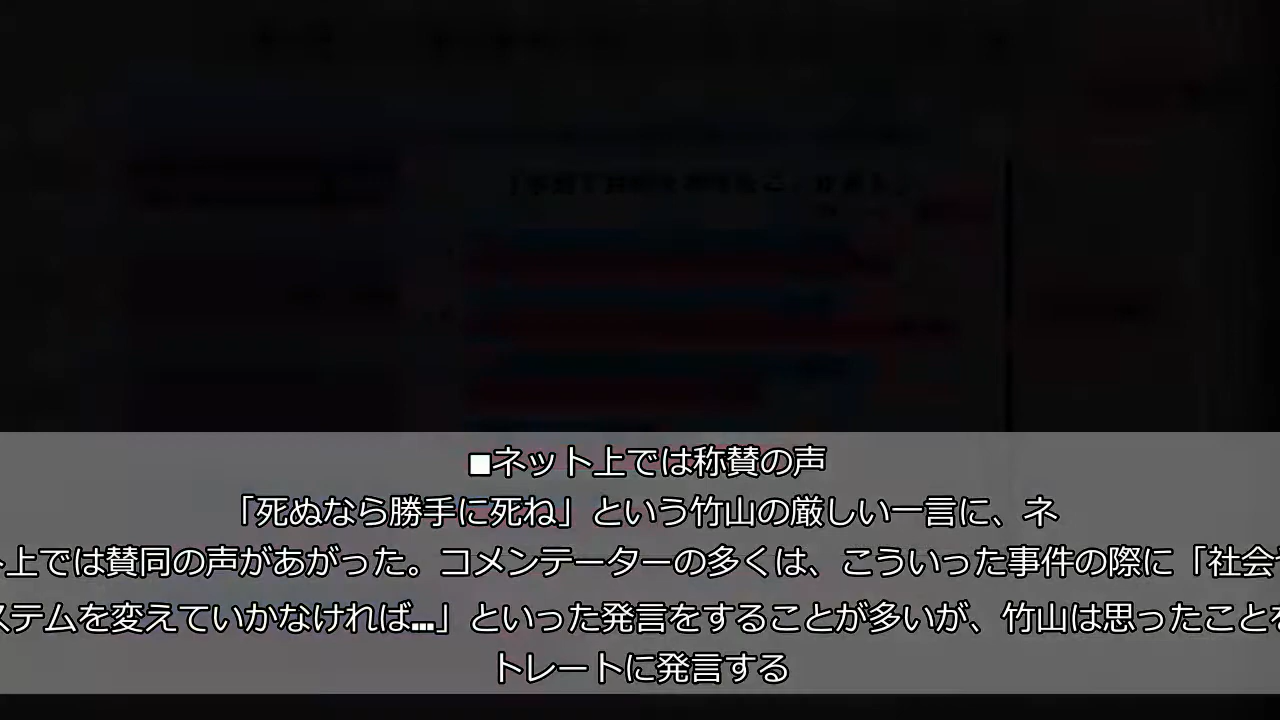 ■ネット上では称賛の声
「死ぬなら勝手に死ね」という竹山の厳しい一言に、ネ
ト上では賛同の声があがった。コメンテーターの多くは、こういった事件の際に「社会
ステムを変えていかなければ…」といった発言をすることが多いが、竹山は思ったことを
トレートに発言する